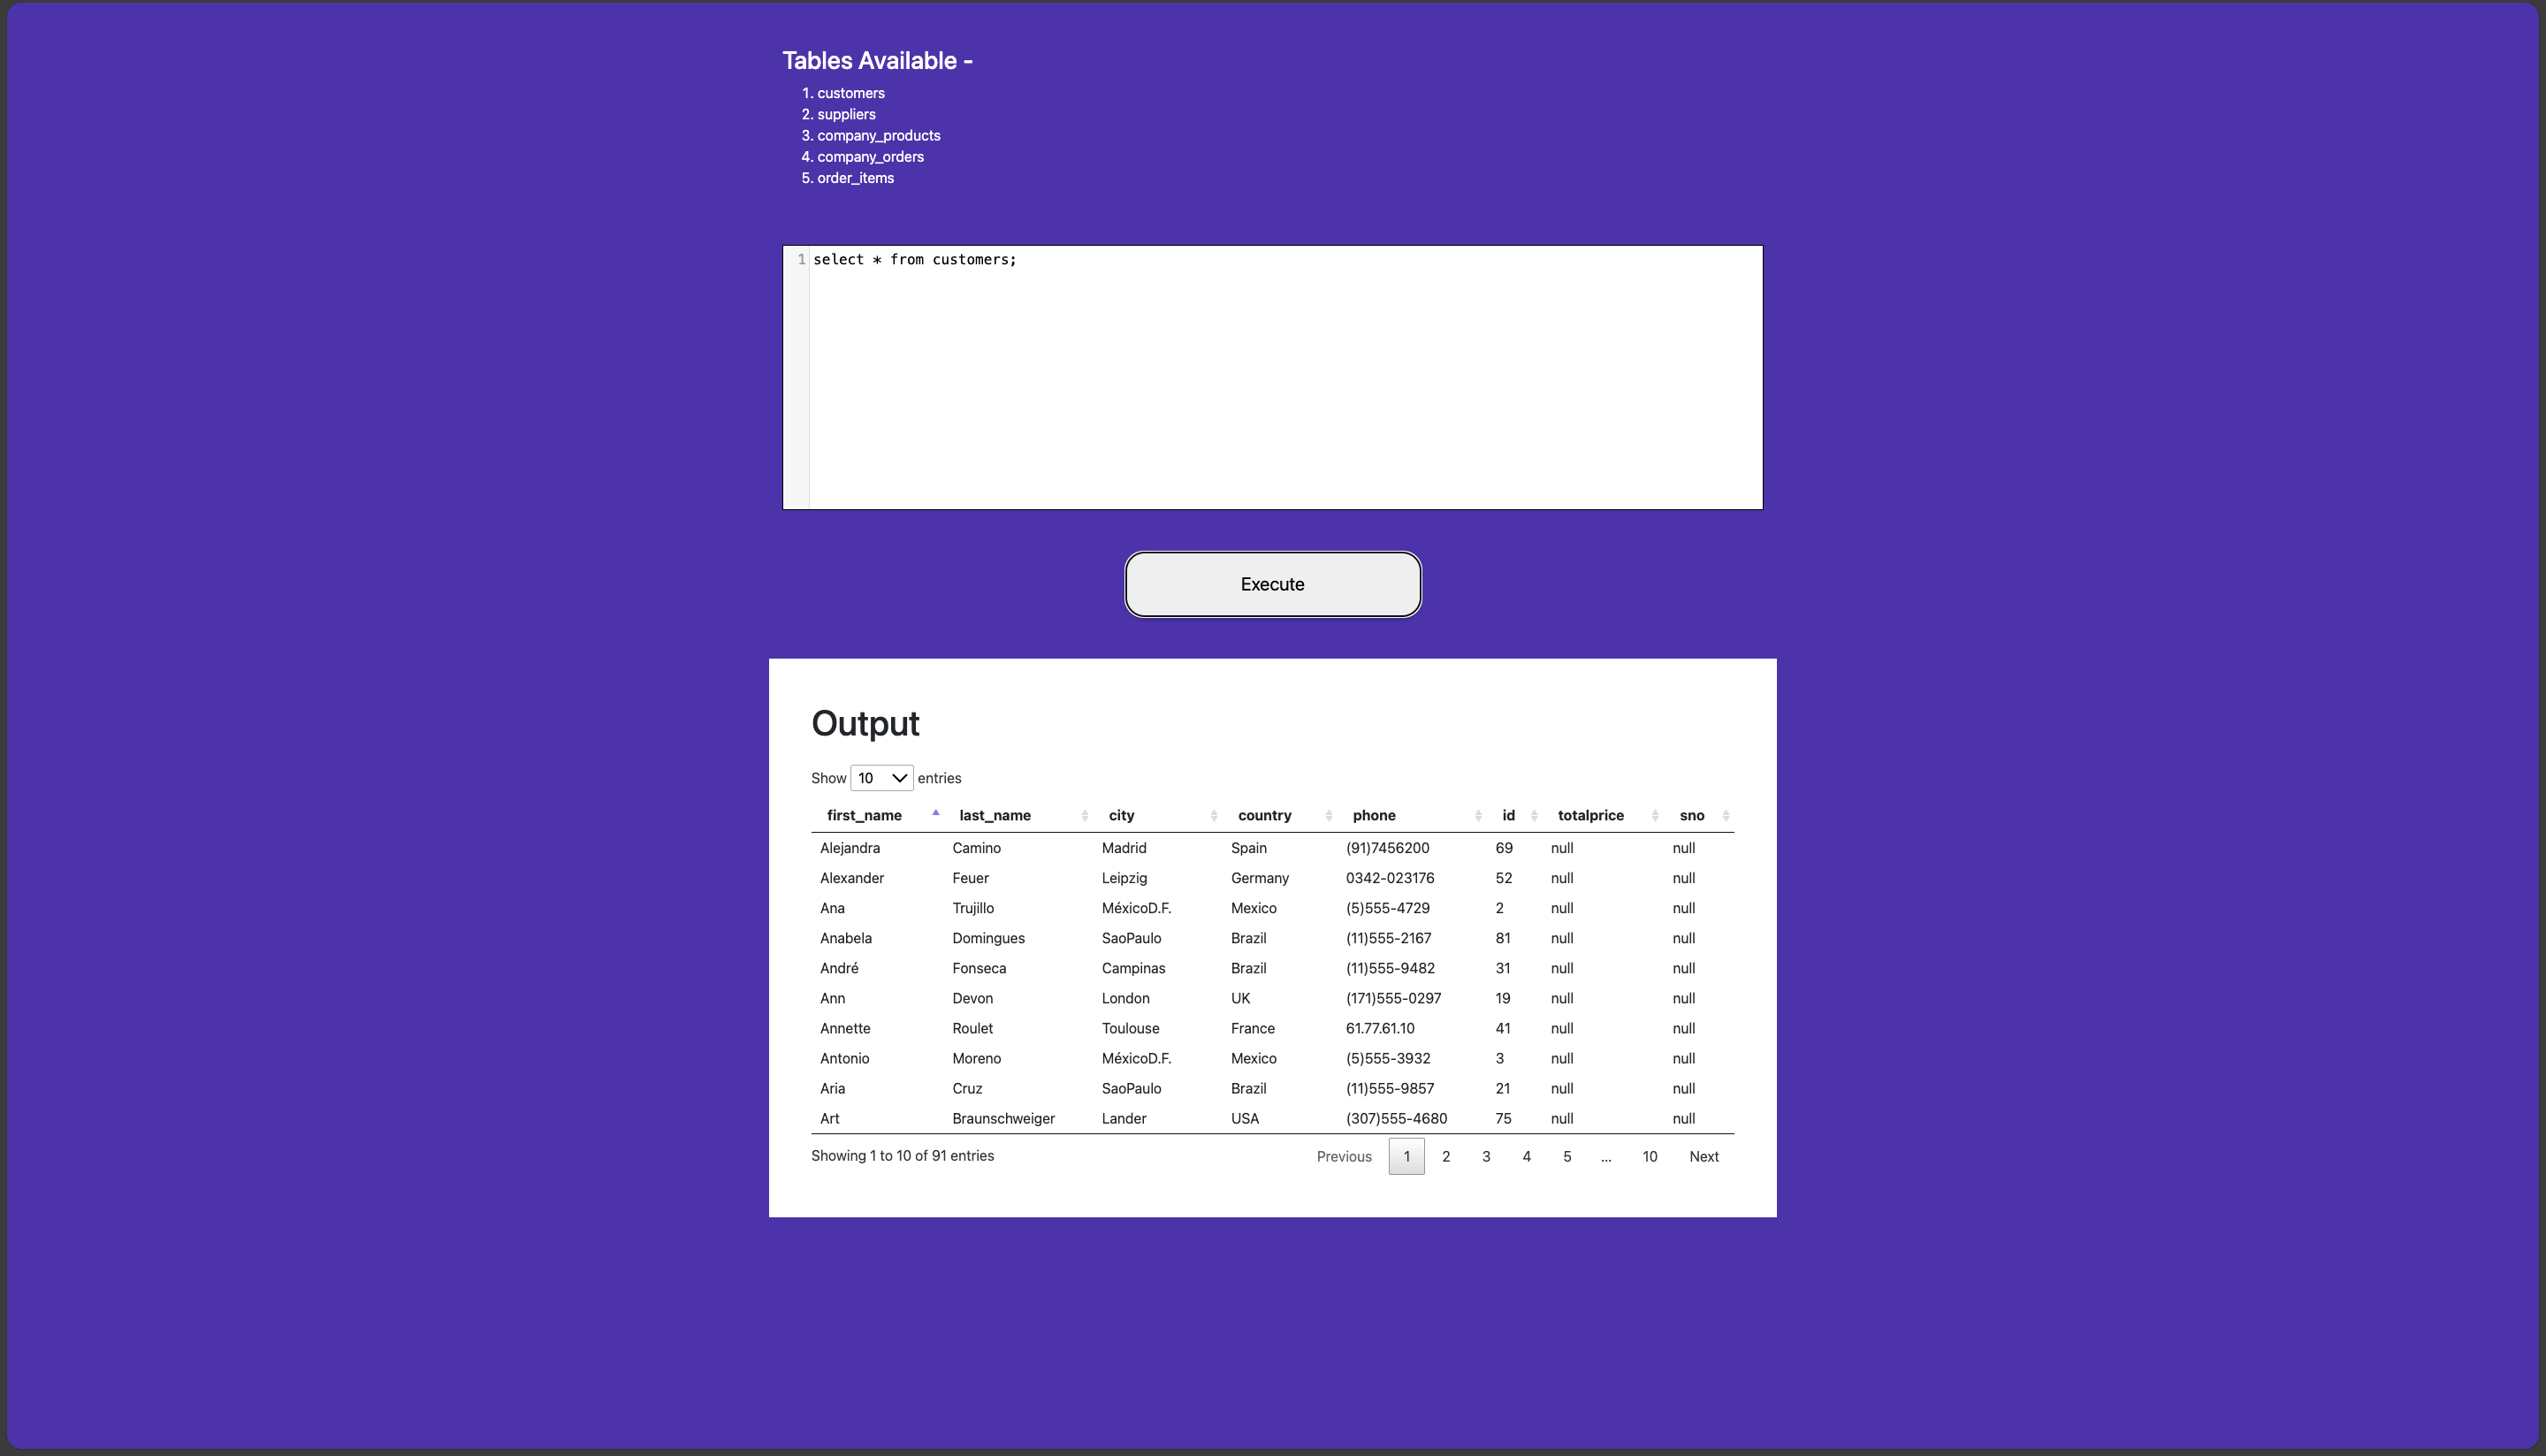 Tables Available -
1. customers
2. suppliers
3. company_products
4. company_orders
5. order_items
1 select * from customers;
Execute
Output
Show 10 entries
first_name last_name city country phone id totalprice sno
Alejandra Camino Madrid Spain (91)7456200 69 null null
Alexander Feuer Leipzig Germany 0342-023176 52 null null
Ana Trujillo MéxicoD.F. Mexico (5)555-4729 2 null null
Anabela Domingues SaoPaulo Brazil (11)555-2167 81 null null
André Fonseca Campinas Brazil (11)555-9482 31 null null
Ann Devon London UK (171)555-0297 19 null null
Annette Roulet Toulouse France 61.77.61.10 41 null null
Antonio Moreno MéxicoD.F. Mexico (5)555-3932 3 null null
Aria Cruz SaoPaulo Brazil (11)555-9857 21 null null
Art Braunschweiger Lander USA (307)555-4680 75 null null
Showing 1 to 10 of 91 entries Previous 1 2 3 4 5 ... 10 Next